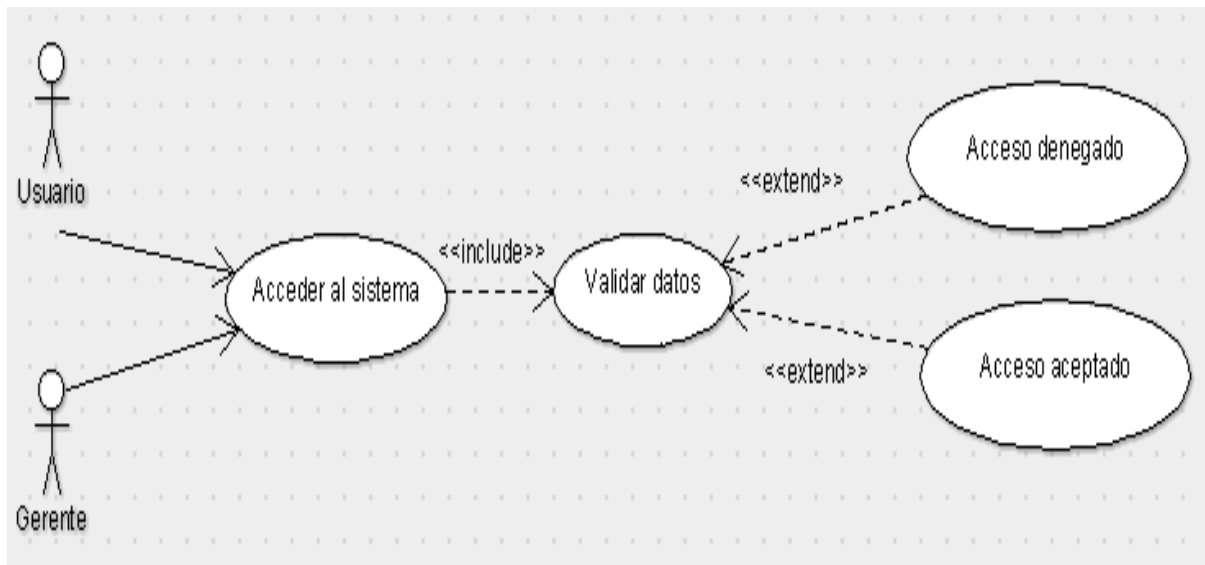 Usuario
Acceder al sistema
<<include>>
Validar datos
<<extend>>
Acceso denegado
<<extend>>
Acceso aceptado
Gerente